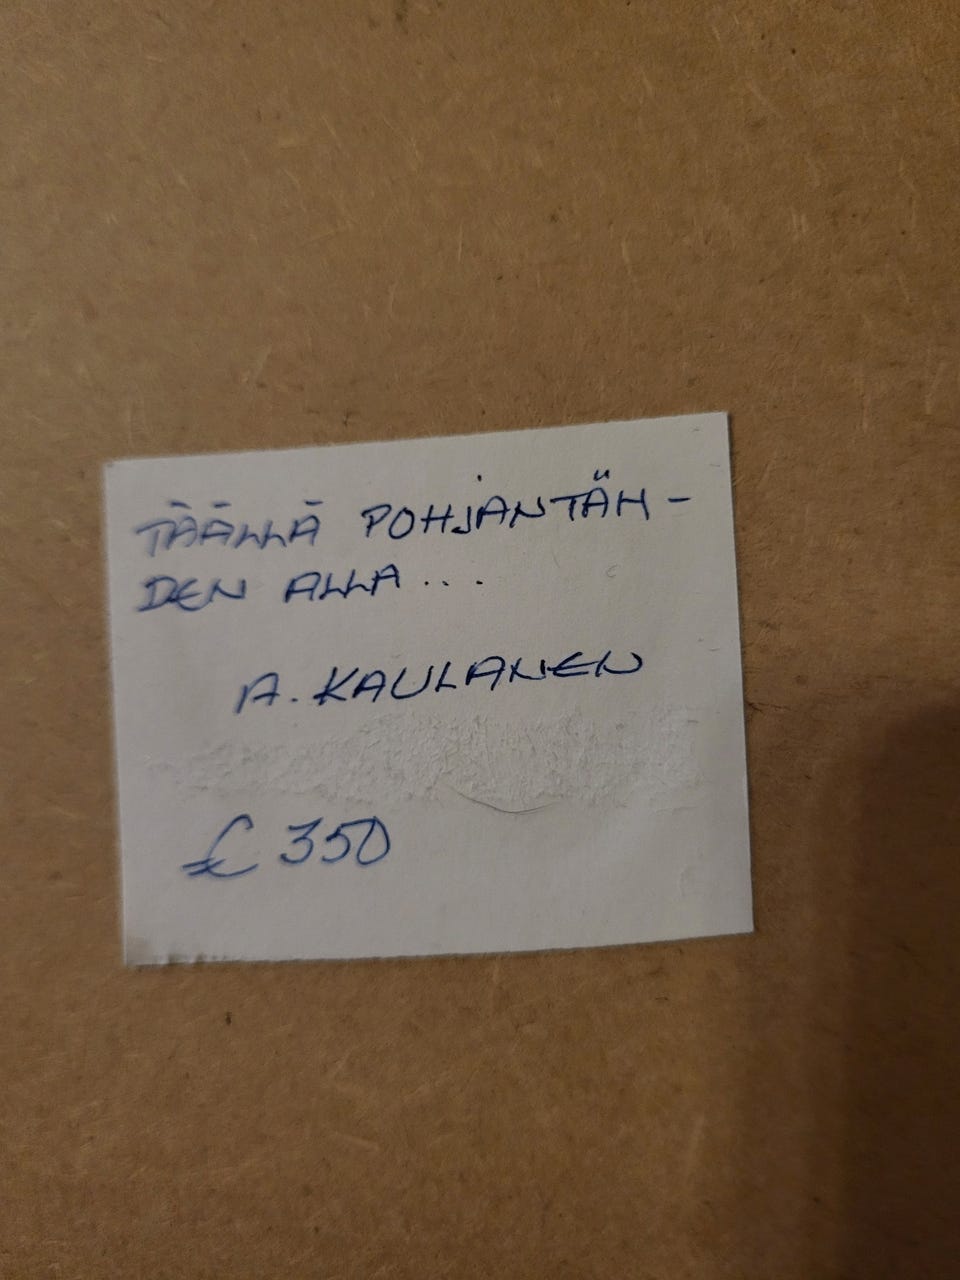 TÄÄLLÄ POHJANTÄH-
DEN ALLA...
A. KAULANEN
€ 350